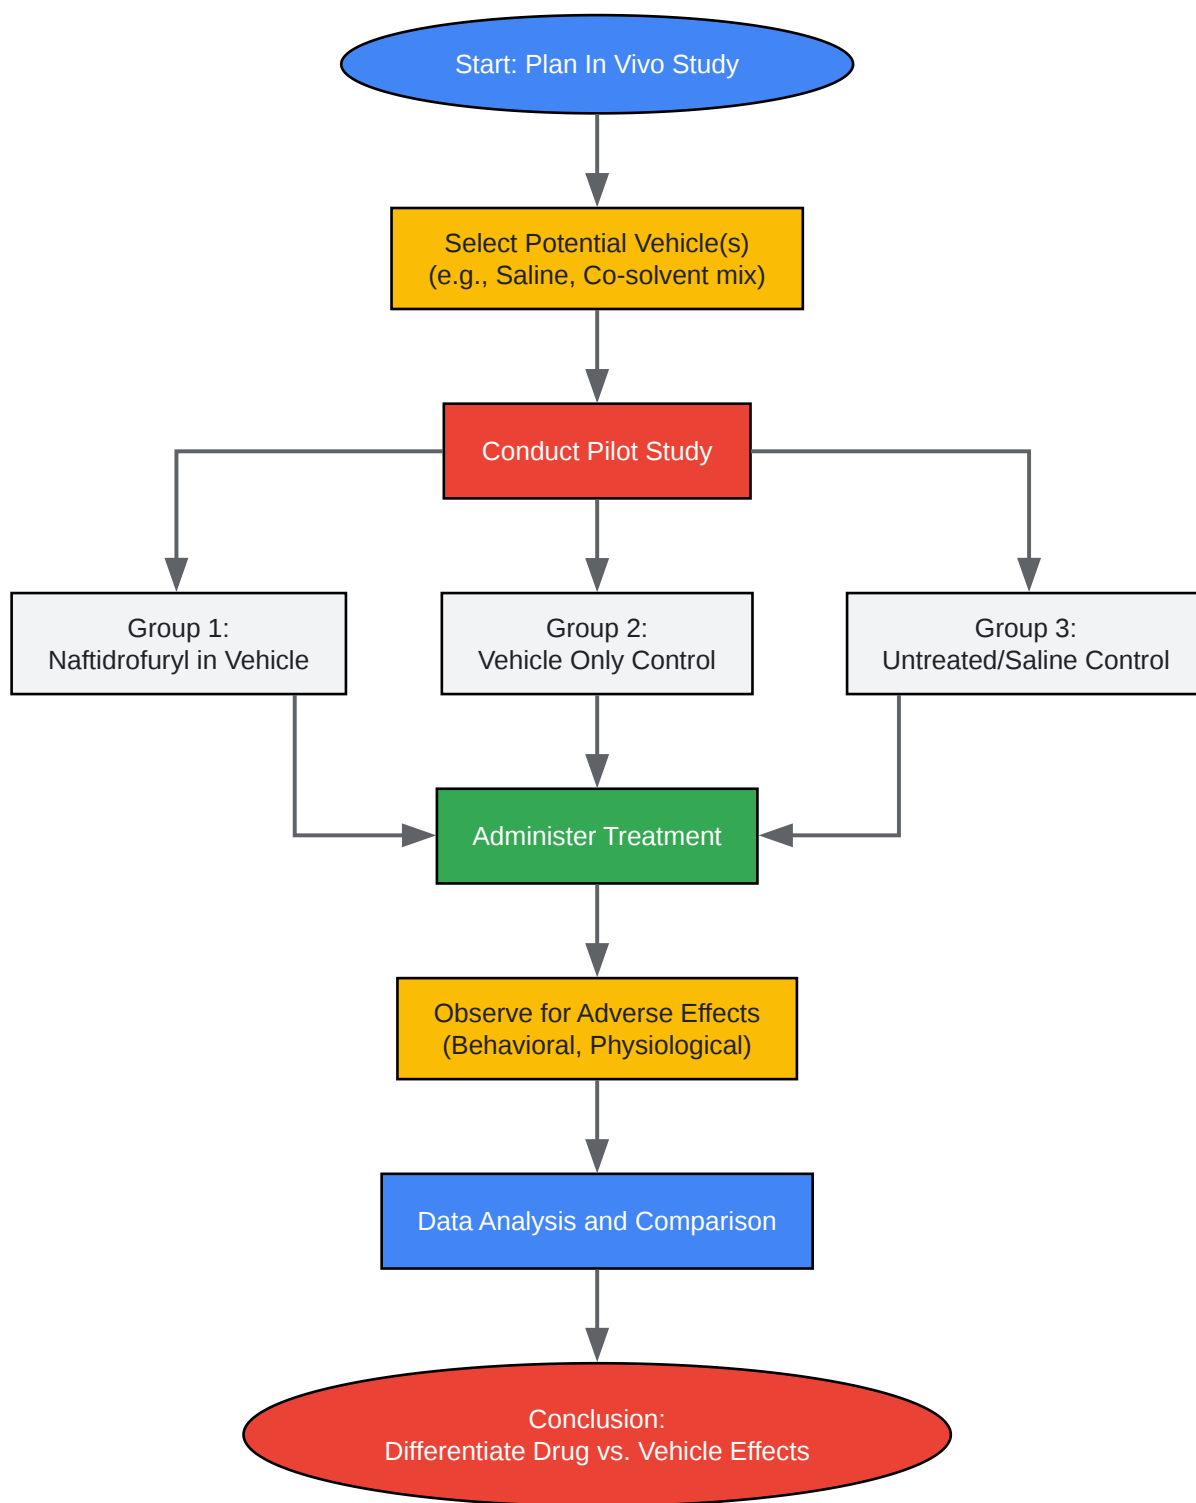 Start: Plan In Vivo Study
Select Potential Vehicle(s)
(e.g., Saline, Co-solvent mix)
Conduct Pilot Study
Group 1:
Naftidrofuryl in Vehicle
Group 2:
Vehicle Only Control
Group 3:
Untreated/Saline Control
Administer Treatment
Observe for Adverse Effects
(Behavioral, Physiological)
Data Analysis and Comparison
Conclusion:
Differentiate Drug vs. Vehicle Effects